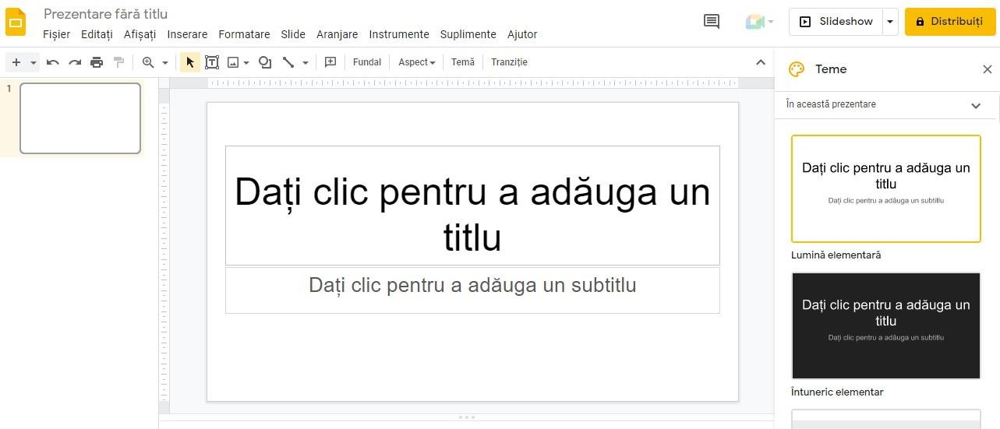 Prezentare fără titlu
Fișier Editați Afișați Inserare Formatare Slide Aranjare Instrumente Suplimente Ajutor
Slideshow
Distribuiți
Fundal Aspect Temă Tranziție
1
Dați clic pentru a adăuga un
titlu
Dați clic pentru a adăuga un subtitlu
Teme
În această prezentare
Dați clic pentru a adăuga un
titlu
Dați clic pentru a adăuga un subtitlu
Lumină elementară
Dați clic pentru a adăuga un
titlu
Dați clic pentru a adăuga un subtitlu
Întuneric elementar